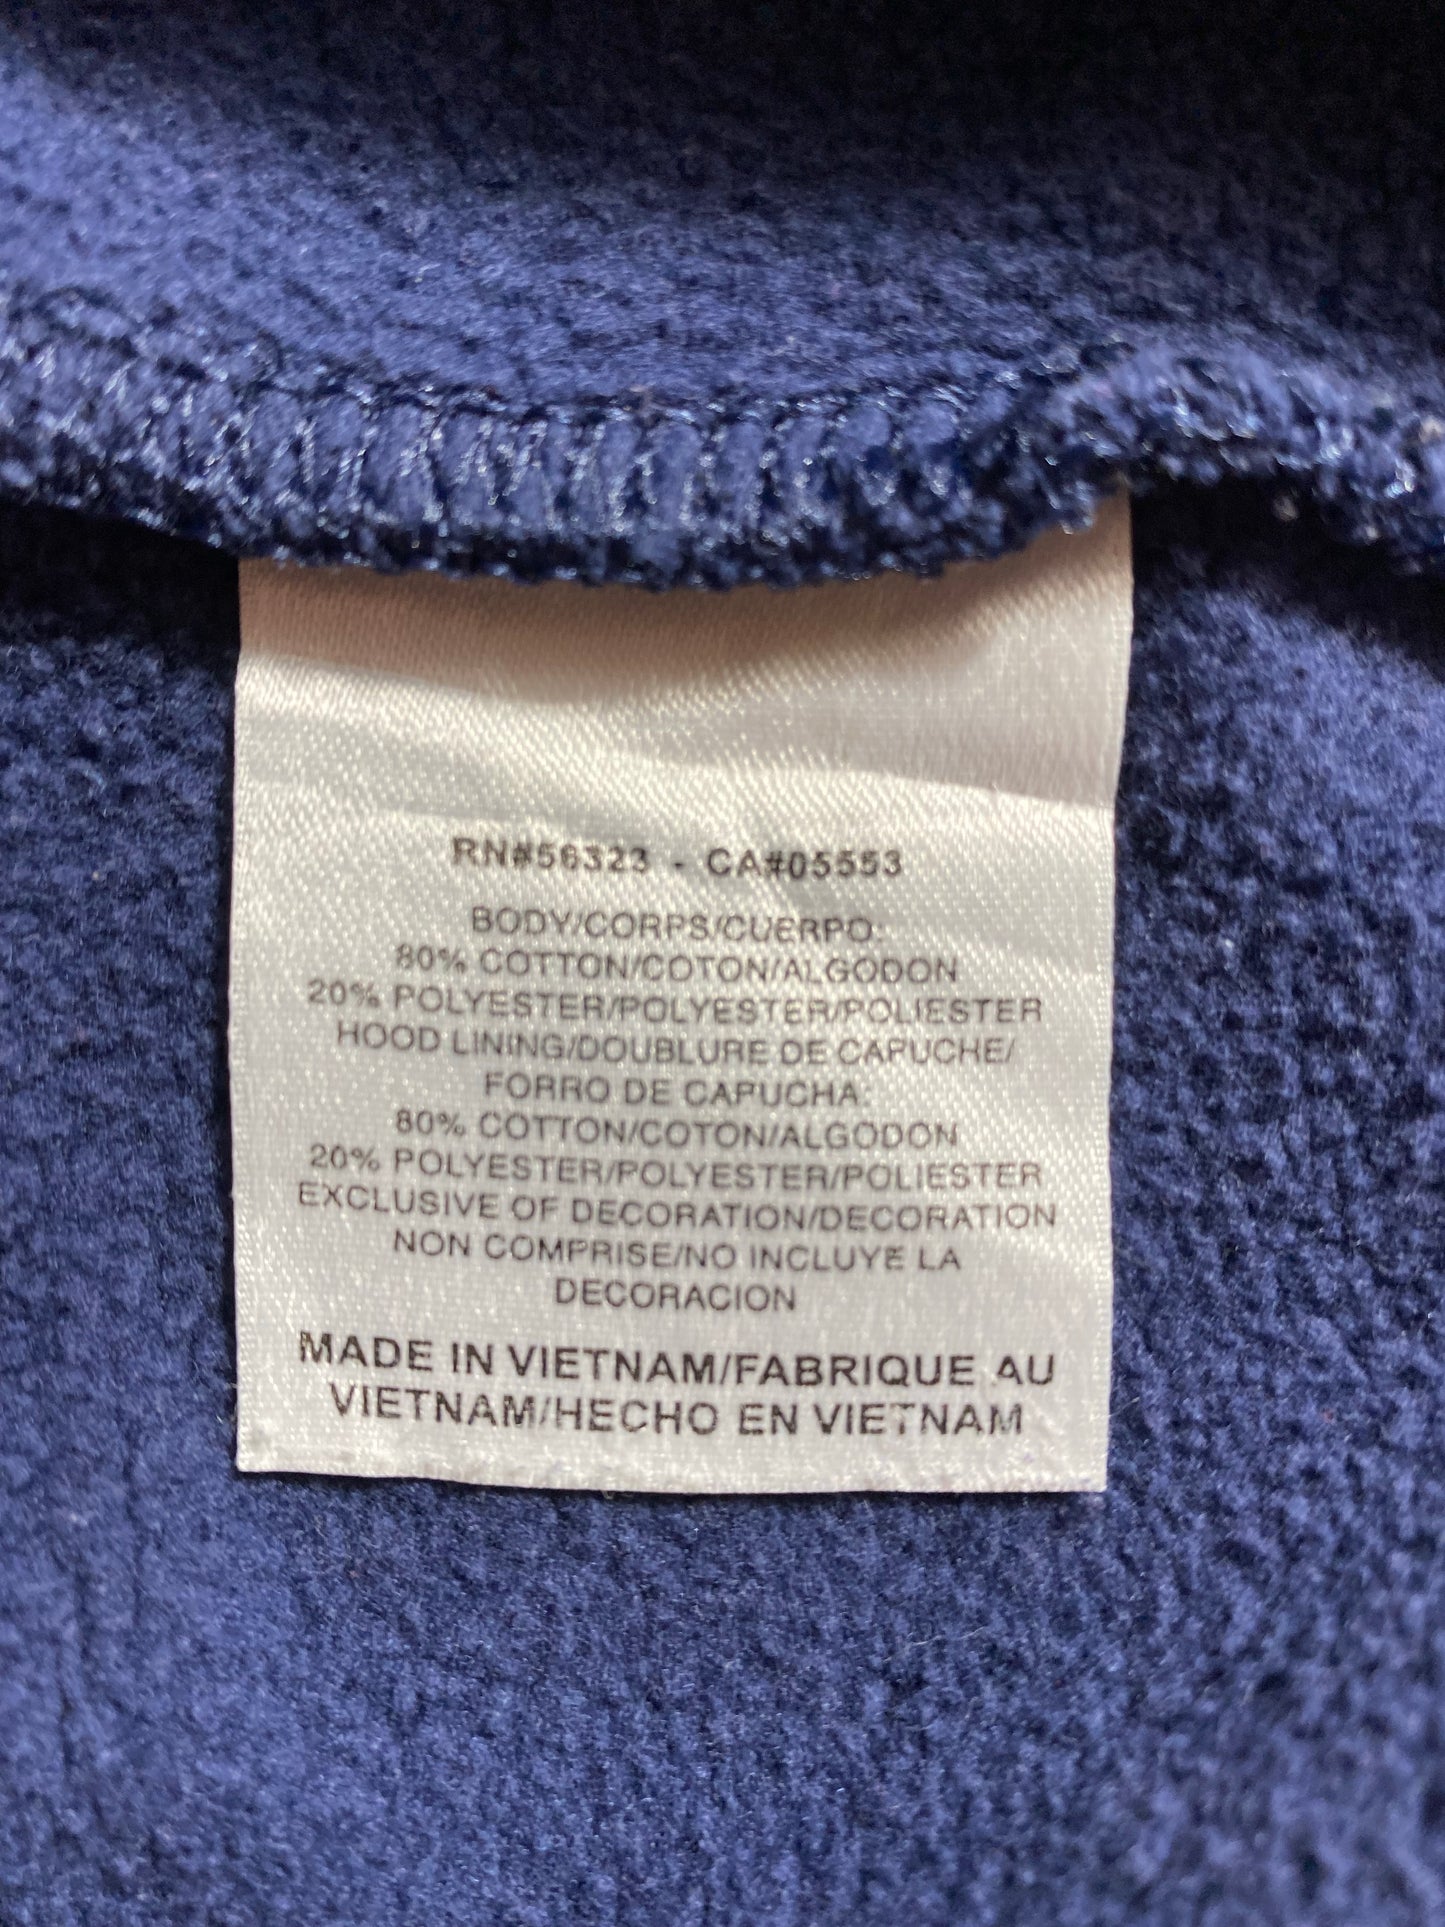 RN#56323 - CA#05553
BODY/CORPS/CUERPO:
80% COTTON/COTON/ALGODON
20% POLYESTER/POLYESTER/POLIESTER
HOOD LINING/DOUBLURE DE CAPUCHE/
FORRO DE CAPUCHA:
80% COTTON/COTON/ALGODON
20% POLYESTER/POLYESTER/POLIESTER
EXCLUSIVE OF DECORATION/DECORATION
NON COMPRISE/NO INCLUYE LA
DECORACION
MADE IN VIETNAM/FABRIQUE AU
VIETNAM/HECHO EN VIETNAM